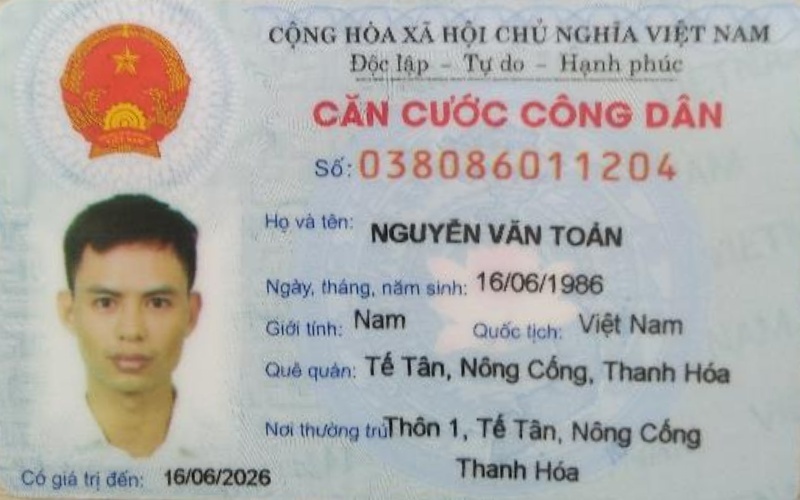 CỘNG HÒA XÃ HỘI CHỦ NGHĨA VIỆT NAM
Độc lập - Tự do - Hạnh phúc
CĂN CƯỚC CÔNG DÂN
Số: 038086011204
Họ và tên: NGUYỄN VĂN TOẢN
Ngày, tháng, năm sinh: 16/06/1986
Giới tính: Nam Quốc tịch: Việt Nam
Quê quán: Tế Tân, Nông Cống, Thanh Hóa
Nơi thường trú: Thôn 1, Tế Tân, Nông Cống
Thanh Hóa
Có giá trị đến: 16/06/2026